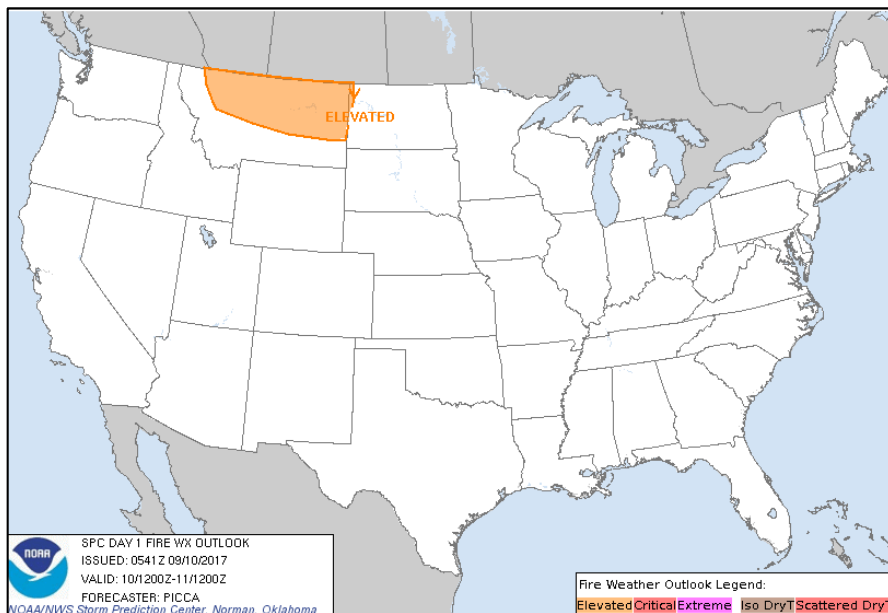 ELEVATED
NOAA
SPC DAY 1 FIRE WX OUTLOOK
ISSUED: 0541Z 09/10/2017
VALID: 10/1200Z-11/1200Z
FORECASTER: PICCA
NOAA/NWS Storm Prediction Center, Norman, Oklahoma
Fire Weather Outlook Legend:
Elevated Critical Extreme Iso DryT Scattered DryT